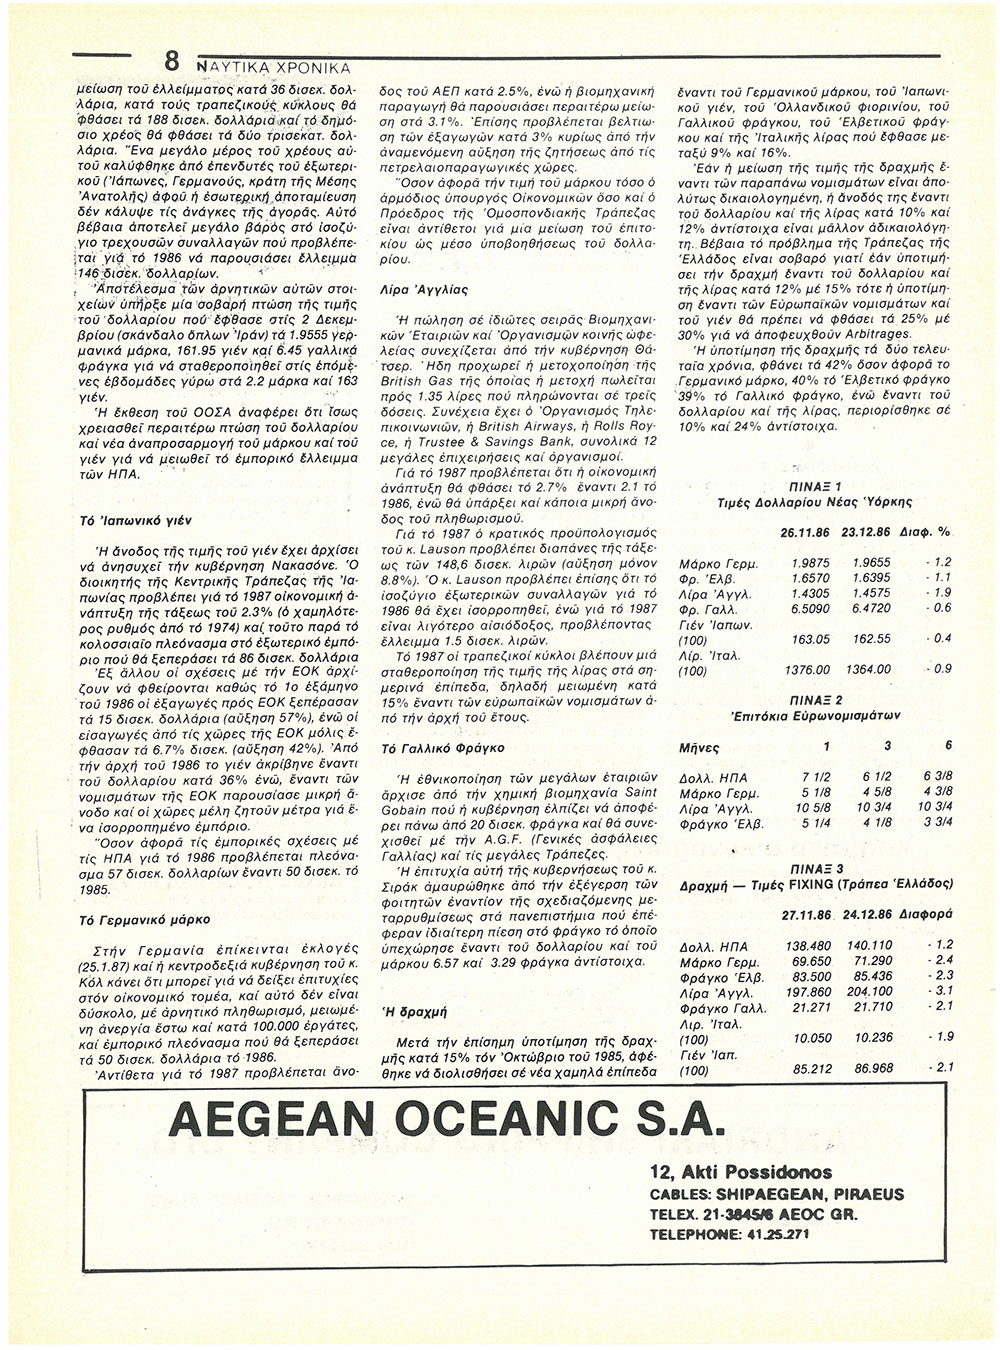 8 ΝΑΥΤΙΚΑ ΧΡΟΝΙΚΑ
μείωση τοῦ ἐλλείμματος κατά 36 δισεκ. δολ-
λάρια, κατά τούς τραπεζικούς κύκλους θά
φθάσει τά 188 δισεκ. δολλάρια καί τό δημό-
σιο χρέος θά φθάσει τά δύο τρισεκατ. δολ-
λάρια. Ἕνα μεγάλο μέρος τοῦ χρέους αὐ-
τοῦ καλύφθηκε ἀπό ἐπενδυτές τοῦ ἐξωτερι-
κοῦ (Ἰάπωνες, Γερμανούς, κράτη τῆς Μέσης
Ἀνατολῆς) ἀφοῦ ἡ ἐσωτερική ἀποταμίευση
δέν κάλυψε τίς ἀνάγκες τῆς ἀγορᾶς. Αὐτό
βέβαια ἀποτελεῖ μεγάλο βάρος στό ἰσοζύ-
γιο τρεχουσῶν συναλλαγῶν πού προβλέπε-
ται γιά τό 1986 νά παρουσιάσει ἔλλειμμα
146 δισεκ. δολλαρίων.
Ἀποτέλεσμα τῶν ἀρνητικῶν αὐτῶν στοι-
χείων ὑπῆρξε μία σοβαρή πτώση τῆς τιμῆς
τοῦ δολλαρίου πού ἔφθασε στίς 2 Δεκεμ-
βρίου (σκάνδαλο ὅπλων Ἰράν) τά 1.9555 γερ-
μανικά μάρκα, 161.95 γιέν καί 6.45 γαλλικά
φράγκα γιά νά σταθεροποιηθεῖ στίς ἑπόμε-
νες ἑβδομάδες γύρω στά 2.2 μάρκα καί 163
γιέν.
Ἡ ἔκθεση τοῦ ΟΟΣΑ ἀναφέρει ὅτι ἴσως
χρειασθεῖ περαιτέρω πτώση τοῦ δολλαρίου
καί νέα ἀναπροσαρμογή τοῦ μάρκου καί τοῦ
γιέν γιά νά μειωθεῖ τό ἐμπορικό ἔλλειμμα
τῶν ΗΠΑ.
Τό Ἰαπωνικό γιέν
Ἡ ἄνοδος τῆς τιμῆς τοῦ γιέν ἔχει ἀρχίσει
νά ἀνησυχεῖ τήν κυβέρνηση Νακασόνε. Ὁ
διοικητής τῆς Κεντρικῆς Τράπεζας τῆς Ἰα-
πωνίας προβλέπει γιά τό 1987 οἰκονομική ἀ-
νάπτυξη τῆς τάξεως τοῦ 2.3% (ὁ χαμηλότε-
ρος ρυθμός ἀπό τό 1974) καί τοῦτο παρά τό
κολοσσιαῖο πλεόνασμα στό ἐξωτερικό ἐμπό-
ριο πού θά ξεπεράσει τά 86 δισεκ. δολλάρια
Ἐξ ἄλλου οἱ σχέσεις μέ τήν ΕΟΚ ἀρχί-
ζουν νά φθείρονται καθώς τό 1ο ἑξάμηνο
τοῦ 1986 οἱ ἐξαγωγές πρός ΕΟΚ ξεπέρασαν
τά 15 δισεκ. δολλάρια (αὔξηση 57%), ἐνῶ οἱ
εἰσαγωγές ἀπό τίς χῶρες τῆς ΕΟΚ μόλις ἔ-
φθασαν τά 6.7% δισεκ. (αὔξηση 42%). Ἀπό
τήν ἀρχή τοῦ 1986 το γιέν ἀκρίβηνε ἔναντι
τοῦ δολλαρίου κατά 36% ἐνῶ, ἔναντι τῶν
νομισμάτων τῆς ΕΟΚ παρουσίασε μικρή ἄ-
νοδο καί οἱ χῶρες μέλη ζητοῦν μέτρα γιά ἕ-
να ἰσορροπημένο ἐμπόριο.
Ὅσον ἀφορᾶ τίς ἐμπορικές σχέσεις μέ
τίς ΗΠΑ γιά τό 1986 προβλέπεται πλεόνα-
σμα 57 δισεκ. δολλαρίων ἔναντι 50 δισεκ. τό
1985.
Τό Γερμανικό μάρκο
Στήν Γερμανία ἐπίκεινται ἐκλογές
(25.1.87) καί ἡ κεντροδεξιά κυβέρνηση τοῦ κ.
Κόλ κάνει ὅτι μπορεῖ γιά νά δείξει ἐπιτυχίες
στόν οἰκονομικό τομέα, καί αὐτό δέν εἶναι
δύσκολο, μέ ἀρνητικό πληθωρισμό, μειωμέ-
νη ἀνεργία ἔστω καί κατά 100.000 ἐργάτες,
καί ἐμπορικό πλεόνασμα πού θά ξεπεράσει
τά 50 δισεκ. δολλάρια τό 1986.
Ἀντίθετα γιά τό 1987 προβλέπεται ἄνο-
δος τοῦ ΑΕΠ κατά 2.5%, ἐνῶ ἡ βιομηχανική
παραγωγή θά παρουσιάσει περαιτέρω μείω-
ση στά 3.1%. Ἐπίσης προβλέπεται βελτίω-
ση τῶν ἐξαγωγῶν κατά 3% κυρίως ἀπό τήν
ἀναμενόμενη αὔξηση τῆς ζητήσεως ἀπό τίς
πετρελαιοπαραγωγικές χῶρες.
Ὅσον ἀφορᾶ τήν τιμή τοῦ μάρκου τόσο ὁ
ἁρμόδιος ὑπουργός Οἰκονομικῶν ὅσο καί ὁ
Πρόεδρος τῆς Ὁμοσπονδιακῆς Τράπεζας
εἶναι ἀντίθετοι γιά μία μείωση τοῦ ἐπιτο-
κίου ὡς μέσο ὑποβοηθήσεως τοῦ δολλα-
ρίου.
Λίρα Ἀγγλίας
Ἡ πώληση σέ ἰδιῶτες σειρᾶς Βιομηχανι-
κῶν Ἑταιριῶν καί Ὀργανισμῶν κοινῆς ὠφε-
λείας συνεχίζεται ἀπό τήν κυβέρνηση Θά-
τσερ. Ἤδη προχωρεῖ ἡ μετοχοποίηση τῆς
British Gas τῆς ὁποίας ἡ μετοχή πωλεῖται
πρός 1.35 λίρες πού πληρώνονται σέ τρεῖς
δόσεις. Συνέχεια ἔχει ὁ Ὀργανισμός Τηλε-
πικοινωνιῶν, ἡ British Airways, ἡ Rolls Roy-
ce, ἡ Trustee & Savings Bank, συνολικά 12
μεγάλες ἐπιχειρήσεις καί ὀργανισμοί.
Γιά τό 1987 προβλέπεται ὅτι ἡ οἰκονομική
ἀνάπτυξη θά φθάσει τό 2.7% ἔναντι 2.1 τό
1986, ἐνῶ θά ὑπάρξει καί κάποια μικρή ἄνο-
δος τοῦ πληθωρισμοῦ.
Γιά τό 1987 ὁ κρατικός προϋπολογισμός
τοῦ κ. Lauson προβλέπει διαπάνες τῆς τάξε-
ως τῶν 148,6 δισεκ. λιρῶν (αὔξηση μόνον
8.8%). Ὁ κ. Lauson προβλέπει ἐπίσης ὅτι τό
ἰσοζύγιο ἐξωτερικῶν συναλλαγῶν γιά τό
1986 θά ἔχει ἰσορροπηθεῖ, ἐνῶ γιά τό 1987
εἶναι λιγότερο αἰσιόδοξος, προβλέποντας
ἔλλειμμα 1.5 δισεκ. λιρῶν.
Τό 1987 οἱ τραπεζικοί κύκλοι βλέπουν μιά
σταθεροποίηση τῆς τιμῆς τῆς λίρας στά ση-
μερινά ἐπίπεδα, δηλαδή μειωμένη κατά
15% ἔναντι τῶν εὐρωπαϊκῶν νομισμάτων ἀ-
πό τήν ἀρχή τοῦ ἔτους.
Τό Γαλλικό Φράγκο
Ἡ ἐθνικοποίηση τῶν μεγάλων ἑταιριῶν
ἄρχισε ἀπό την χημική βιομηχανία Saint
Gobain πού ἡ κυβέρνηση ἐλπίζει νά ἀποφέ-
ρει πάνω ἀπό 20 δισεκ. φράγκα καί θά συνε-
χισθεῖ μέ τήν A.G.F. (Γενικές ἀσφάλειες
Γαλλίας) καί τίς μεγάλες Τράπεζες.
Ἡ ἐπιτυχία αὐτή τῆς κυβερνήσεως τοῦ κ.
Σιράκ ἀμαυρώθηκε ἀπό τήν ἐξέγερση τῶν
φοιτητῶν ἐναντίον τῆς σχεδιαζόμενης με-
ταρρυθμίσεως στά πανεπιστήμια πού ἐπέ-
φεραν ἰδιαίτερη πίεση στό φράγκο τό ὁποῖο
ὑπεχώρησε ἔναντι τοῦ δολλαρίου καί τοῦ
μάρκου 6.57 καί 3.29 φράγκα ἀντίστοιχα.
Ἡ δραχμή
Μετά τήν ἐπίσημη ὑποτίμηση τῆς δραχ-
μῆς κατά 15% τόν Ὀκτώβριο τοῦ 1985, ἀφέ-
θηκε νά διολισθήσει σέ νέα χαμηλά ἐπίπεδα
ἔναντι τοῦ Γερμανικοῦ μάρκου, τοῦ Ἰαπωνι-
κοῦ γιέν, τοῦ Ὀλλανδικοῦ φιορινίου, τοῦ
Γαλλικοῦ φράγκου, τοῦ Ἐλβετικοῦ φράγ-
κου καί τῆς Ἰταλικῆς λίρας πού ἔφθασε με-
ταξύ 9% καί 16%.
Ἐάν ἡ μείωση τῆς τιμῆς τῆς δραχμῆς ἔ-
ναντι τῶν παραπάνω νομισμάτων εἶναι ἀπο-
λύτως δικαιολογημένη, ἡ ἄνοδός της ἔναντι
τοῦ δολλαρίου καί τῆς λίρας κατά 10% καί
12% ἀντίστοιχα εἶναι μᾶλλον ἀδικαιολόγη-
τη. Βέβαια τό πρόβλημα τῆς Τράπεζας τῆς
Ἑλλάδος εἶναι σοβαρό γιατί ἐάν ὑποτιμή-
σει τήν δραχμή ἔναντι τοῦ δολλαρίου καί
τῆς λίρας κατά 12% μέ 15% τότε ἡ ὑποτίμη-
ση ἔναντι τῶν Εὐρωπαϊκῶν νομισμάτων καί
τοῦ γιέν θά πρέπει νά φθάσει τά 25% μέ
30% γιά νά ἀποφευχθοῦν Arbitrages.
Ἡ ὑποτίμηση τῆς δραχμῆς τά δύο τελευ-
ταῖα χρόνια, φθάνει τά 42% ὅσον ἀφορᾶ τό
Γερμανικό μάρκο, 40% τό Ἐλβετικό φράγκο
39% τό Γαλλικό φράγκο, ἐνῶ ἔναντι τοῦ
δολλαρίου καί τῆς λίρας, περιορίσθηκε σέ
10% καί 24% ἀντίστοιχα.
ΠΙΝΑΞ 1
Τιμές Δολλαρίου Νέας Ὑόρκης
26.11.86 23.12.86 Διαφ. %
Μάρκο Γερμ. 1.9875 1.9655 - 1.2
Φρ. Ἐλβ. 1.6570 1.6395 - 1.1
Λίρα Ἀγγλ. 1.4305 1.4575 - 1.9
Φρ. Γαλλ. 6.5090 6.4720 - 0.6
Γιέν Ἰαπων.
(100) 163.05 162.55 - 0.4
Λίρ. Ἰταλ.
(100) 1376.00 1364.00 - 0.9
ΠΙΝΑΞ 2
Ἐπιτόκια Εὐρωνομισμάτων
Μῆνες 1 3 6
Δολλ. ΗΠΑ 7 1/2 6 1/2 6 3/8
Μάρκο Γερμ. 5 1/8 4 5/8 4 3/8
Λίρα Ἀγγλ. 10 5/8 10 3/4 10 3/4
Φράγκο Ἐλβ. 5 1/4 4 1/8 3 3/4
ΠΙΝΑΞ 3
Δραχμή — Τιμές FIXING (Τράπεα Ἑλλάδος)
27.11.86 24.12.86 Διαφορά
Δολλ. ΗΠΑ 138.480 140.110 - 1.2
Μάρκο Γερμ. 69.650 71.290 - 2.4
Φράγκο Ἐλβ. 83.500 85.436 - 2.3
Λίρα Ἀγγλ. 197.860 204.100 - 3.1
Φράγκο Γαλλ. 21.271 21.710 - 2.1
Λιρ. Ἰταλ.
(100) 10.050 10.236 - 1.9
Γιέν Ἰαπ.
(100) 85.212 86.968 - 2.1
AEGEAN OCEANIC S.A.
12, Akti Possidonos
CABLES: SHIPAEGEAN, PIRAEUS
TELEX. 21-3845/6 AEOC GR.
TELEPHONE: 41.25.271